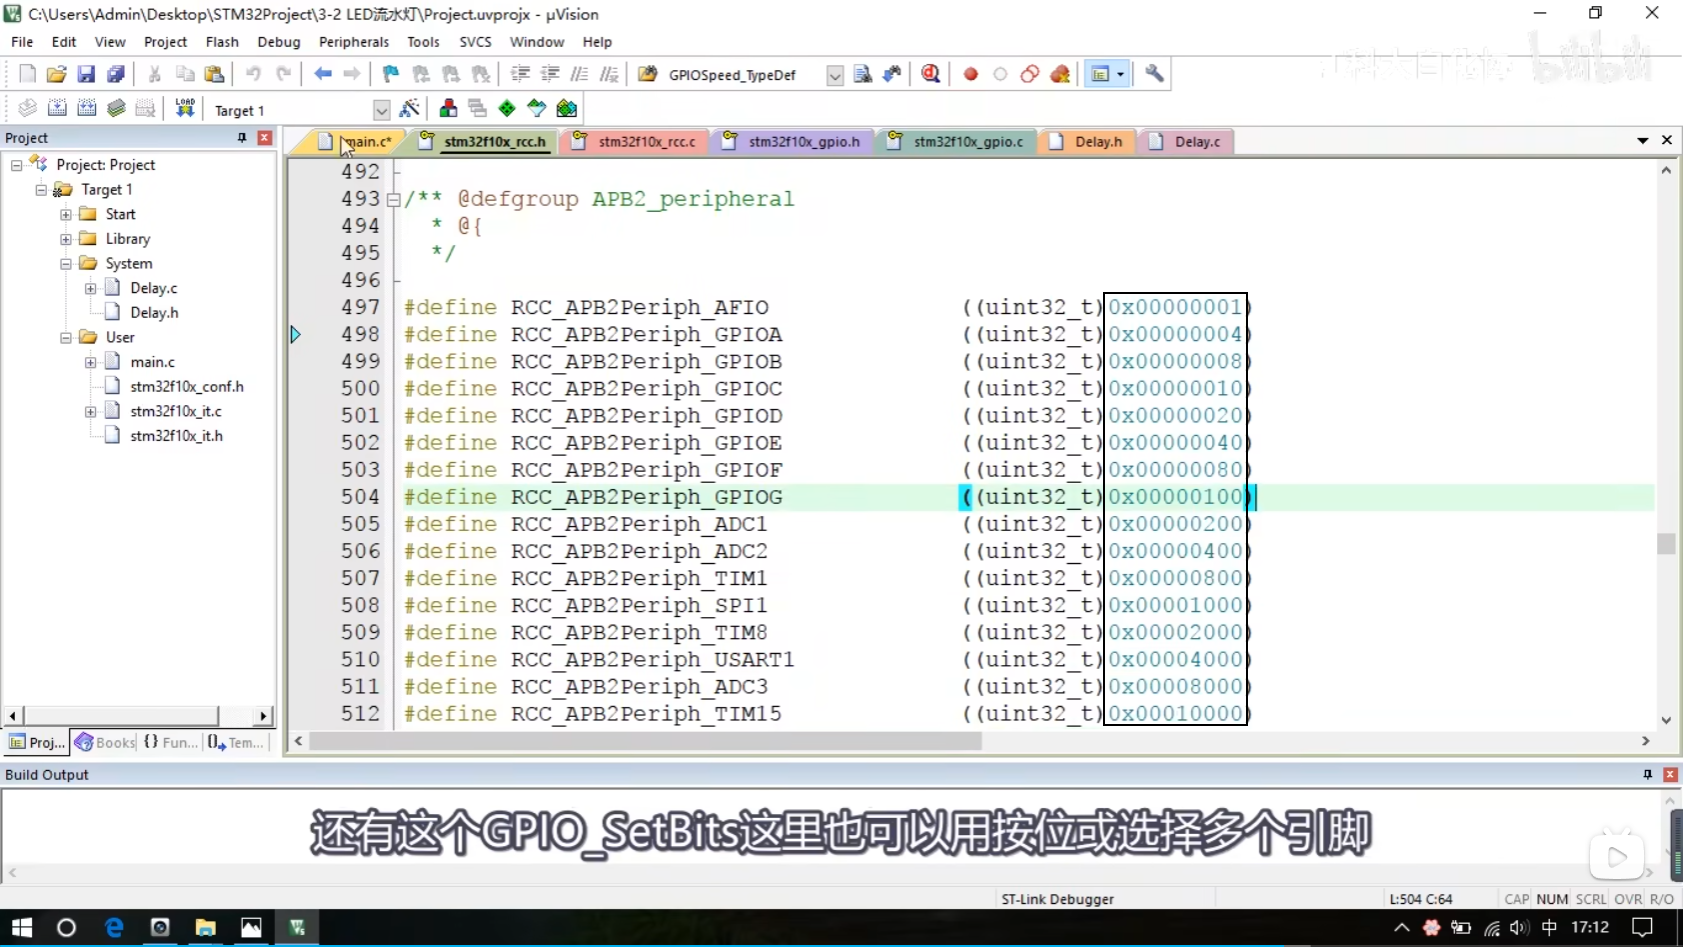 C:\Users\Admin\Desktop\STM32Project\3-2 LED流水灯\Project.uvprojx - µVision
File Edit View Project Flash Debug Peripherals Tools SVCS Window Help
GPIOSpeed_TypeDef
LOAD Target 1
Project
main.c* stm32f10x_rcc.h stm32f10x_rcc.c stm32f10x_gpio.h stm32f10x_gpio.c Delay.h Delay.c
Project: Project
Target 1
Start
Library
System
Delay.c
Delay.h
User
main.c
stm32f10x_conf.h
stm32f10x_it.c
stm32f10x_it.h
492
493 /** @defgroup APB2_peripheral
494 * @{
495 */
496
497 #define RCC_APB2Periph_AFIO ((uint32_t)0x00000001)
498 #define RCC_APB2Periph_GPIOA ((uint32_t)0x00000004)
499 #define RCC_APB2Periph_GPIOB ((uint32_t)0x00000008)
500 #define RCC_APB2Periph_GPIOC ((uint32_t)0x00000010)
501 #define RCC_APB2Periph_GPIOD ((uint32_t)0x00000020)
502 #define RCC_APB2Periph_GPIOE ((uint32_t)0x00000040)
503 #define RCC_APB2Periph_GPIOF ((uint32_t)0x00000080)
504 #define RCC_APB2Periph_GPIOG ((uint32_t)0x00000100)
505 #define RCC_APB2Periph_ADC1 ((uint32_t)0x00000200)
506 #define RCC_APB2Periph_ADC2 ((uint32_t)0x00000400)
507 #define RCC_APB2Periph_TIM1 ((uint32_t)0x00000800)
508 #define RCC_APB2Periph_SPI1 ((uint32_t)0x00001000)
509 #define RCC_APB2Periph_TIM8 ((uint32_t)0x00002000)
510 #define RCC_APB2Periph_USART1 ((uint32_t)0x00004000)
511 #define RCC_APB2Periph_ADC3 ((uint32_t)0x00008000)
512 #define RCC_APB2Periph_TIM15 ((uint32_t)0x00010000)
Proj... Books {} Fun... Tem...
Build Output
还有这个GPIO_SetBits这里也可以用按位或选择多个引脚
ST-Link Debugger L:504 C:64 CAP NUM SCRL OVR R/O
中 17:12